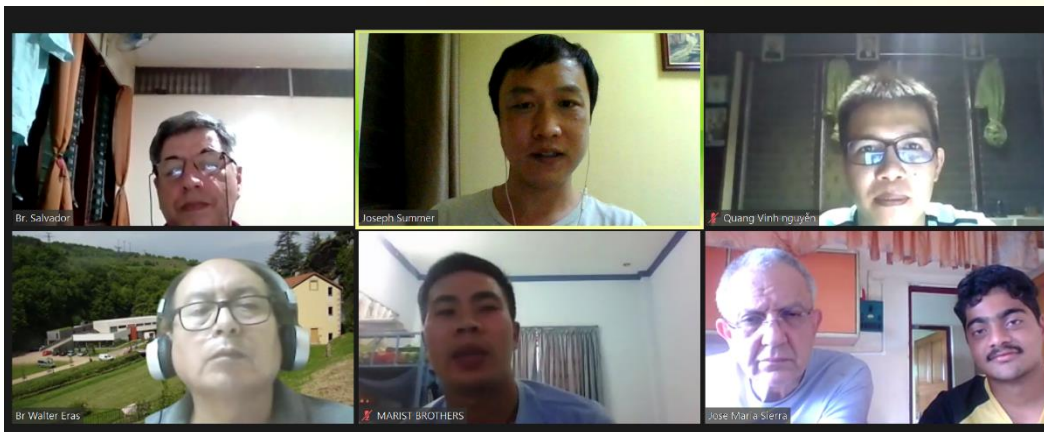 Br. Salvador
Joseph Summer
Quang Vinh nguyễn
Br Walter Eras
MARIST BROTHERS
Jose Maria Sierra